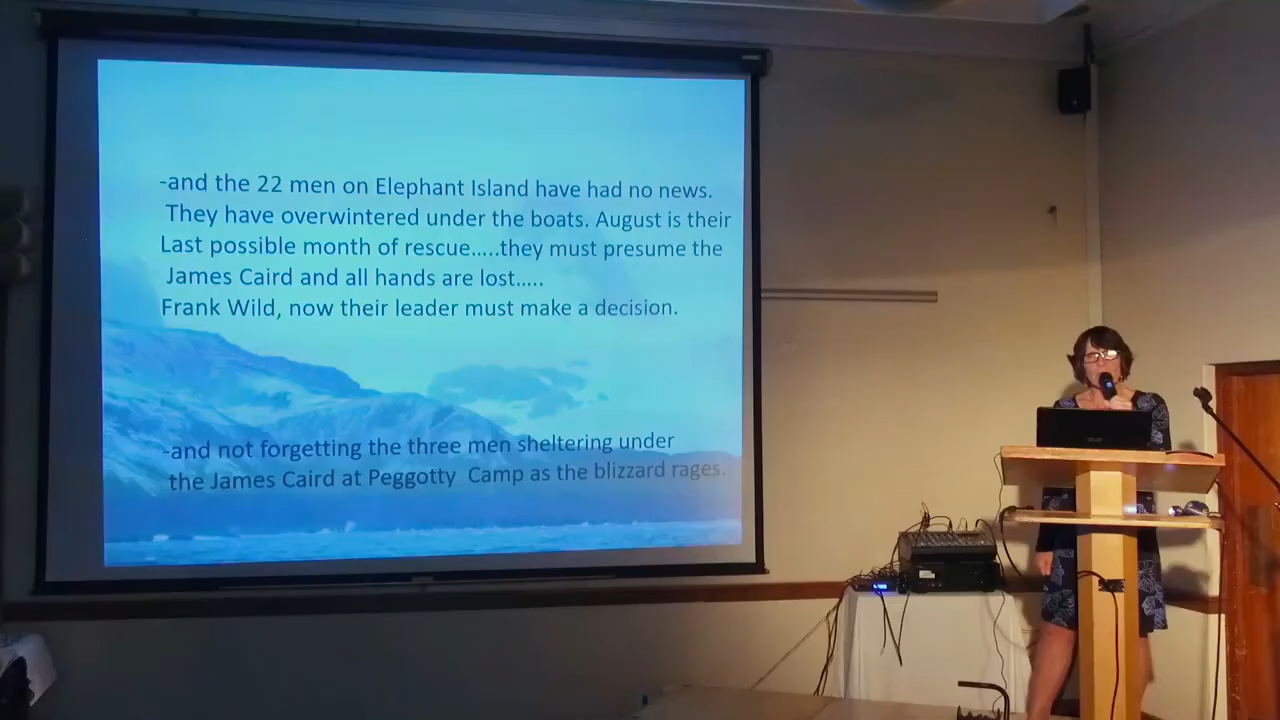 -and the 22 men on Elephant Island have had no news.
They have overwintered under the boats. August is their
Last possible month of rescue.....they must presume the
James Caird and all hands are lost.....
Frank Wild, now their leader must make a decision.
-and not forgetting the three men sheltering under
the James Caird at Peggotty Camp as the blizzard rages.